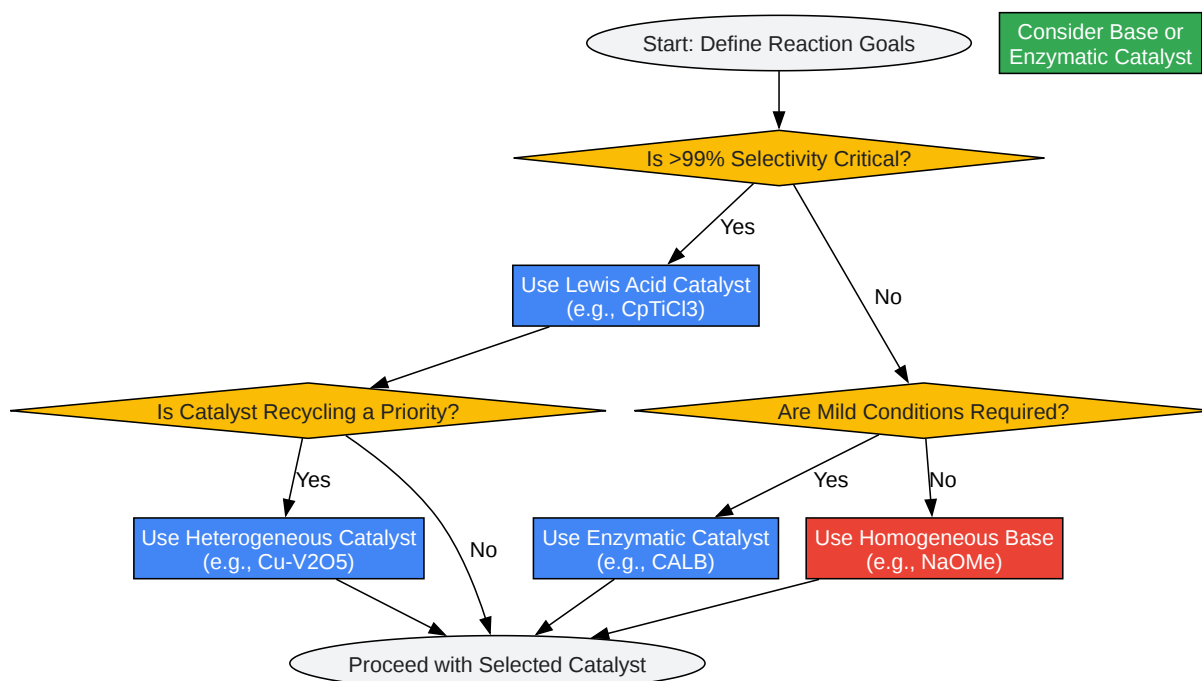 Start: Define Reaction Goals
Consider Base or
Enzymatic Catalyst
Is >99% Selectivity Critical?
Yes
No
Use Lewis Acid Catalyst
(e.g., CpTiCl3)
Is Catalyst Recycling a Priority?
Are Mild Conditions Required?
Yes
No
Yes
No
Use Heterogeneous Catalyst
(e.g., Cu-V2O5)
Use Enzymatic Catalyst
(e.g., CALB)
Use Homogeneous Base
(e.g., NaOMe)
Proceed with Selected Catalyst